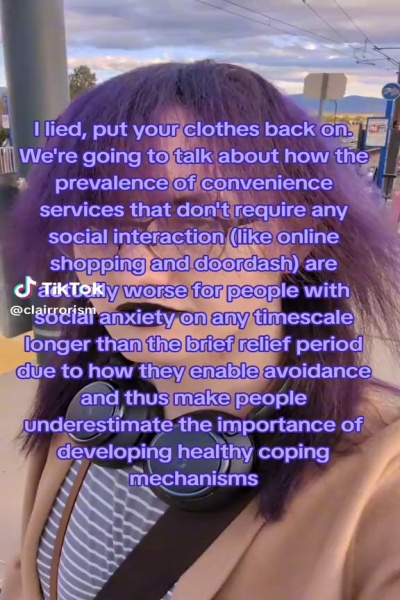 I lied, put your clothes back on.
We're going to talk about how the
prevalence of convenience
services that don't require any
social interaction (like online
shopping and doordash) are
TikTok
worse for people with
@clairrorism
social anxiety on any timescale
longer than the brief relief period
due to how they enable avoidance
and thus make people
underestimate the importance of
developing healthy coping
mechanisms